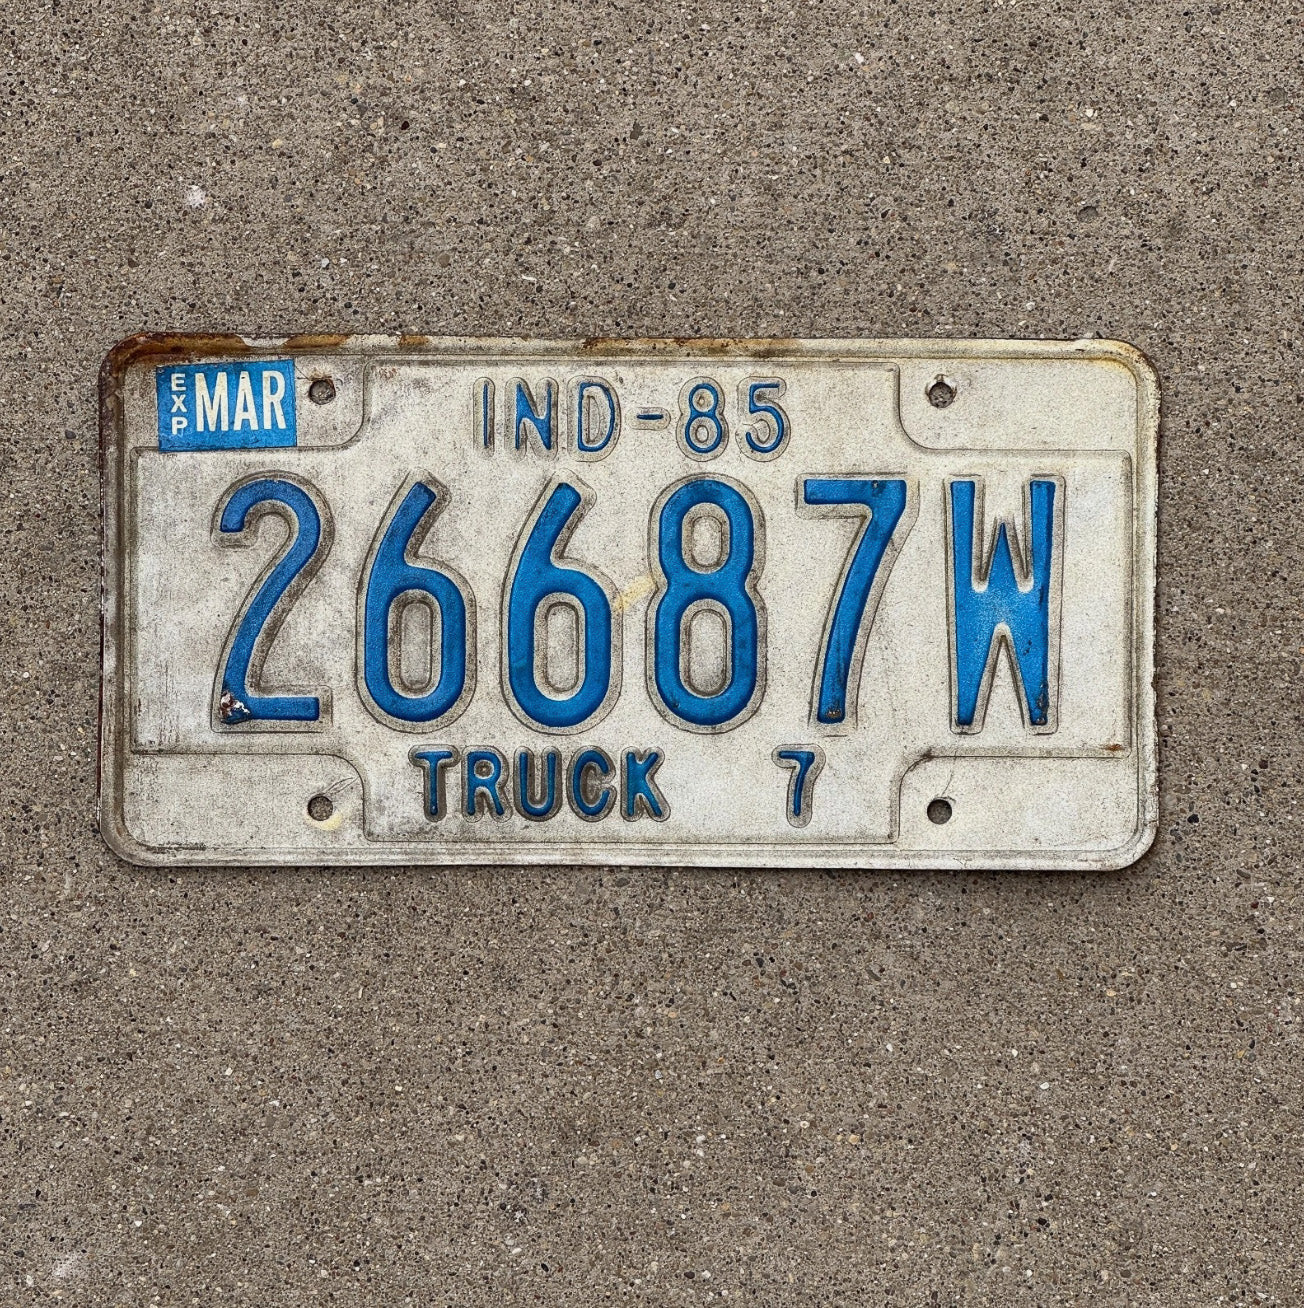 EXP MAR
IND-85
26687W
TRUCK 7